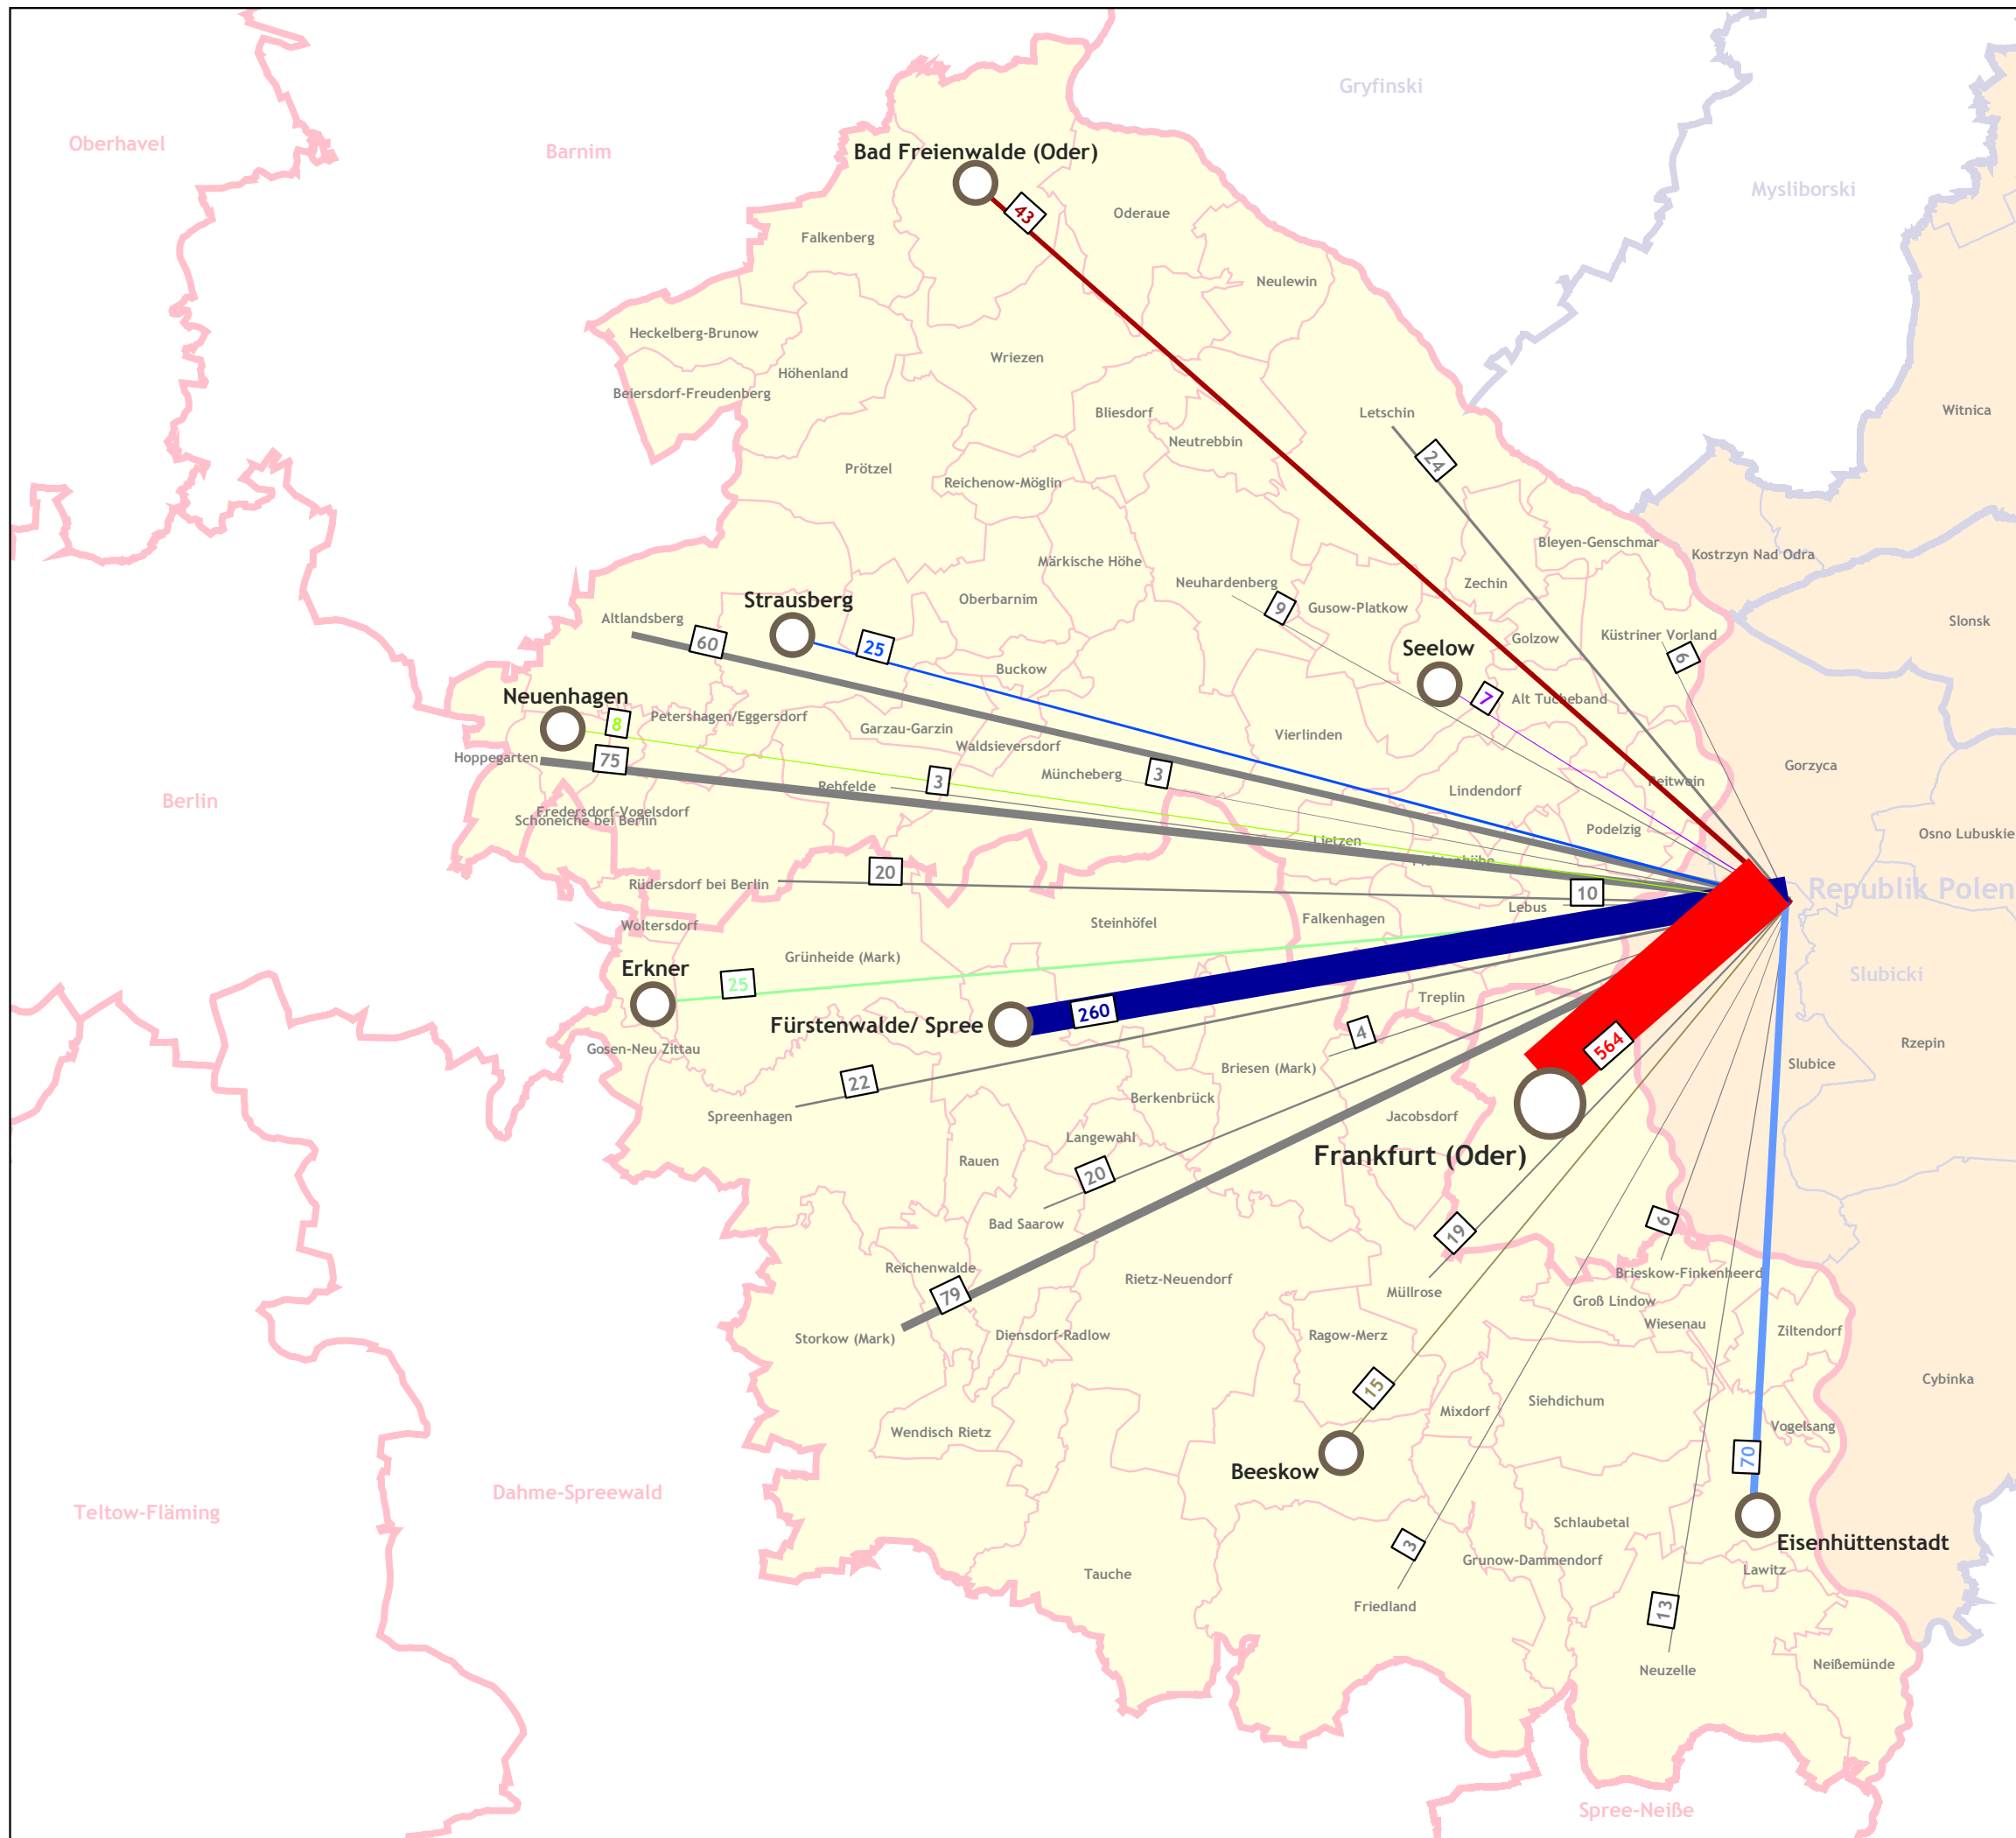 Gryfinski
Oberhavel
Barnim
Bad Freienwalde (Oder)
Mysliborski
43
Oderaue
Falkenberg
Neulewin
Heckelberg-Brunow
Wriezen
Höhenland
Beiersdorf-Freudenberg
Bliesdorf
Letschin
Witnica
Neutrebbin
24
Prötzel
Reichenow-Möglin
Bleyen-Genschmar
Kostrzyn Nad Odra
Märkische Höhe
Neuhardenberg
Zechin
Strausberg
Oberbarnim
9
Gusow-Platkow
Altlandsberg
Slonsk
60
25
Golzow
Küstriner Vorland
Seelow
6
Buckow
Neuenhagen
7
Alt Tucheband
8
Petershagen/Eggersdorf
Garzau-Garzin
Vierlinden
Waldsieversdorf
Hoppegarten
75
Müncheberg
3
3
Gorzyca
Rehfelde
Reitwein
Lindendorf
Berlin
Fredersdorf-Vogelsdorf
Schöneiche bei Berlin
Podelzig
Osno Lubuskie
Lietzen
20
Rüdersdorf bei Berlin
10
Republik Polen
Lebus
Woltersdorf
Steinhöfel
Falkenhagen
Grünheide (Mark)
Erkner
25
Slubicki
Treplin
260
Fürstenwalde/ Spree
4
564
Rzepin
Gosen-Neu Zittau
Briesen (Mark)
Slubice
22
Berkenbrück
Spreenhagen
Jacobsdorf
Langewahl
Frankfurt (Oder)
Rauen
20
Bad Saarow
6
19
Reichenwalde
Rietz-Neuendorf
Brieskow-Finkenheerd
79
Müllrose
Groß Lindow
Wiesenau
Storkow (Mark)
Diensdorf-Radlow
Ragow-Merz
Ziltendorf
Cybinka
15
Siehdichum
Mixdorf
Wendisch Rietz
Vogelsang
70
Beeskow
Dahme-Spreewald
Teltow-Fläming
Schlaubetal
Eisenhüttenstadt
3
Grunow-Dammendorf
Lawitz
Tauche
Friedland
13
Neuzelle
Neißemünde
Spree-Neiße